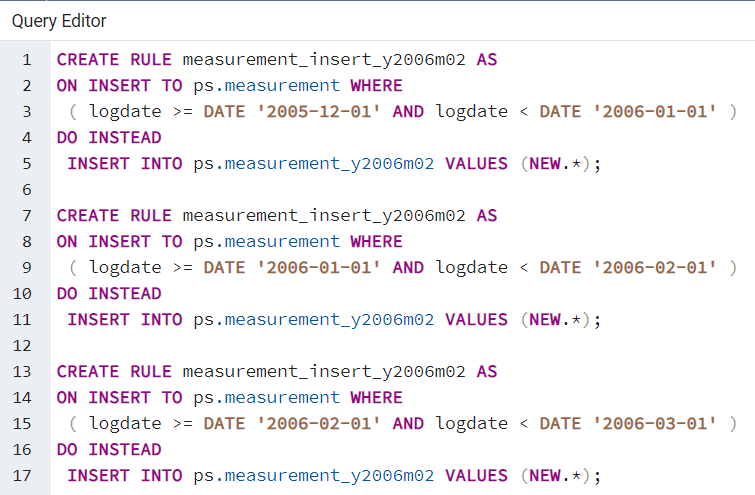 Query Editor
1 CREATE RULE measurement_insert_y2006m02 AS
2 ON INSERT TO ps.measurement WHERE
3 ( logdate >= DATE '2005-12-01' AND logdate < DATE '2006-01-01' )
4 DO INSTEAD
5 INSERT INTO ps.measurement_y2006m02 VALUES (NEW.*);
6
7 CREATE RULE measurement_insert_y2006m02 AS
8 ON INSERT TO ps.measurement WHERE
9 ( logdate >= DATE '2006-01-01' AND logdate < DATE '2006-02-01' )
10 DO INSTEAD
11 INSERT INTO ps.measurement_y2006m02 VALUES (NEW.*);
12
13 CREATE RULE measurement_insert_y2006m02 AS
14 ON INSERT TO ps.measurement WHERE
15 ( logdate >= DATE '2006-02-01' AND logdate < DATE '2006-03-01' )
16 DO INSTEAD
17 INSERT INTO ps.measurement_y2006m02 VALUES (NEW.*);